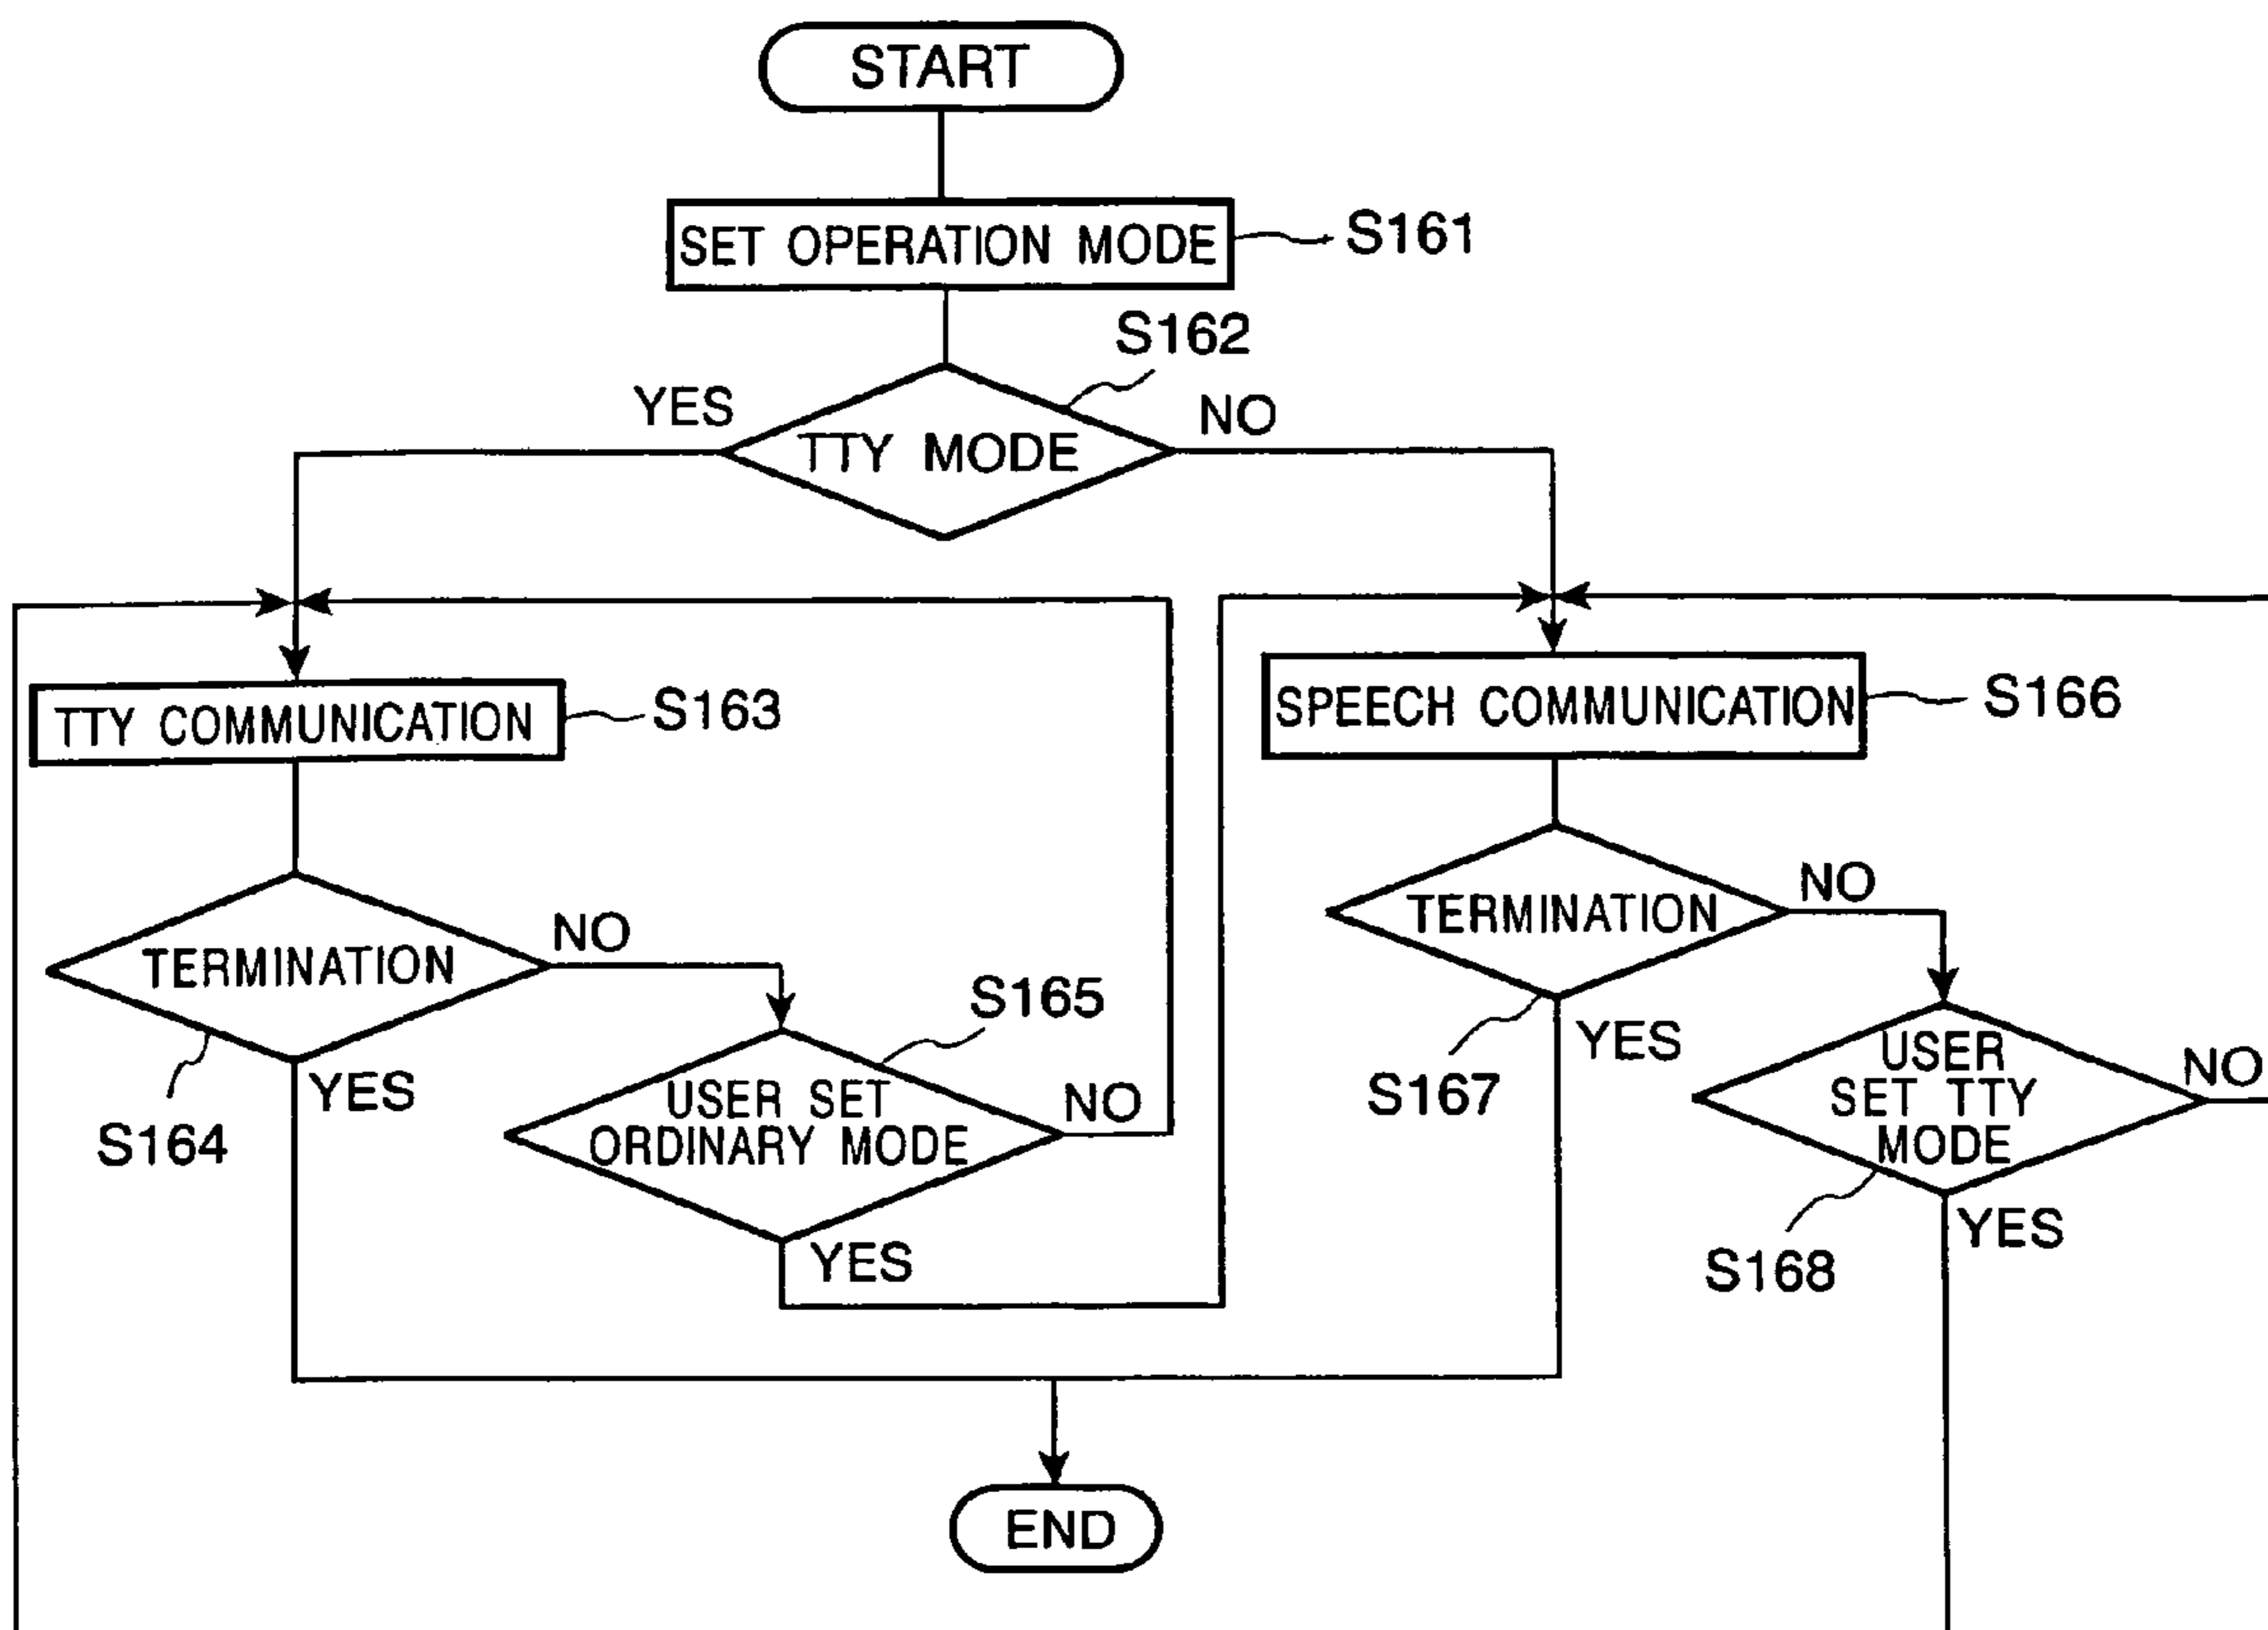 START
SET OPERATION MODE
S161
S162
YES
NO
TTY MODE
TTY COMMUNICATION
S163
SPEECH COMMUNICATION
S166
TERMINATION
NO
YES
S164
S165
USER SET
ORDINARY MODE
NO
YES
TERMINATION
NO
YES
S167
USER
SET TTY
MODE
NO
YES
S168
END